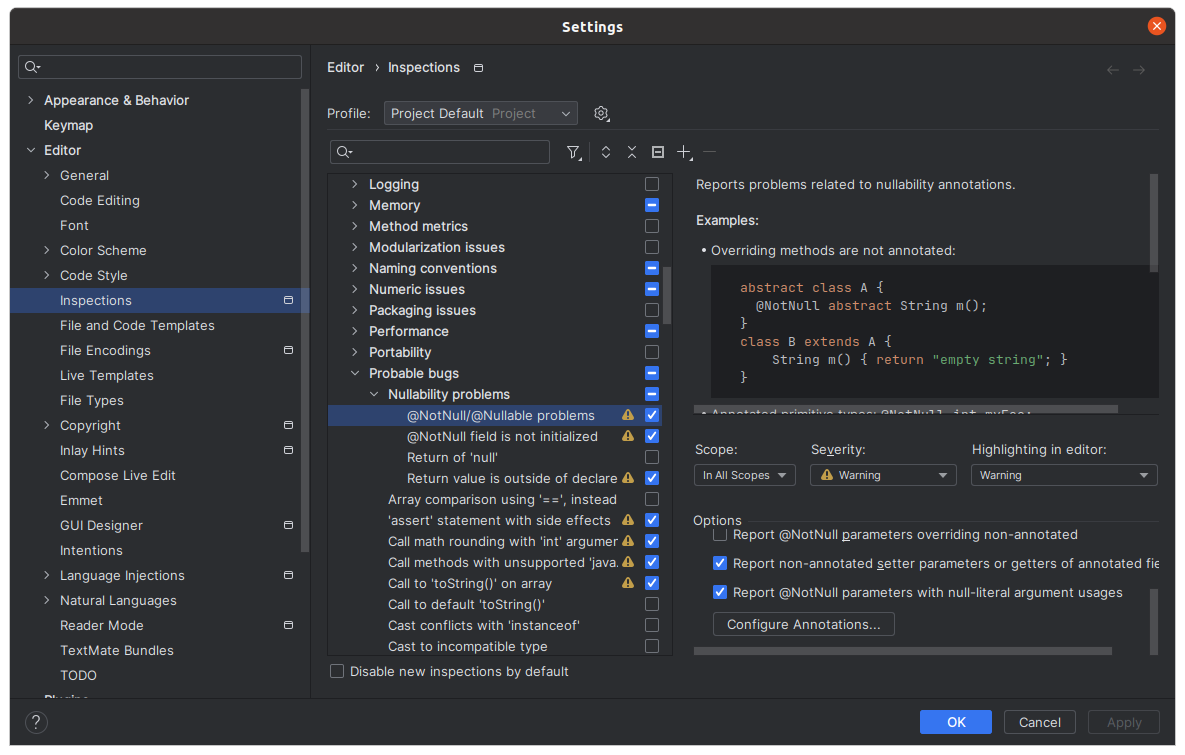 Settings
Appearance & Behavior
Keymap
Editor
General
Code Editing
Font
Color Scheme
Code Style
Inspections
File and Code Templates
File Encodings
Live Templates
File Types
Copyright
Inlay Hints
Compose Live Edit
Emmet
GUI Designer
Intentions
Language Injections
Natural Languages
Reader Mode
TextMate Bundles
TODO
Plugins
Editor › Inspections
Profile: Project Default Project
Logging
Memory
Method metrics
Modularization issues
Naming conventions
Numeric issues
Packaging issues
Performance
Portability
Probable bugs
Nullability problems
@NotNull/@Nullable problems
@NotNull field is not initialized
Return of 'null'
Return value is outside of declare
Array comparison using '==', instead
'assert' statement with side effects
Call math rounding with 'int' argumer
Call methods with unsupported 'java.
Call to 'toString()' on array
Call to default 'toString()'
Cast conflicts with 'instanceof'
Cast to incompatible type
Disable new inspections by default
Reports problems related to nullability annotations.
Examples:
• Overriding methods are not annotated:
abstract class A {
@NotNull abstract String m();
}
class B extends A {
String m() { return "empty string"; }
}
• Annotated primitive types: @NotNull int myFoo;
Scope: Severity: Highlighting in editor:
In All Scopes Warning Warning
Options
Report @NotNull parameters overriding non-annotated
Report non-annotated setter parameters or getters of annotated fie
Report @NotNull parameters with null-literal argument usages
Configure Annotations...
? OK Cancel Apply